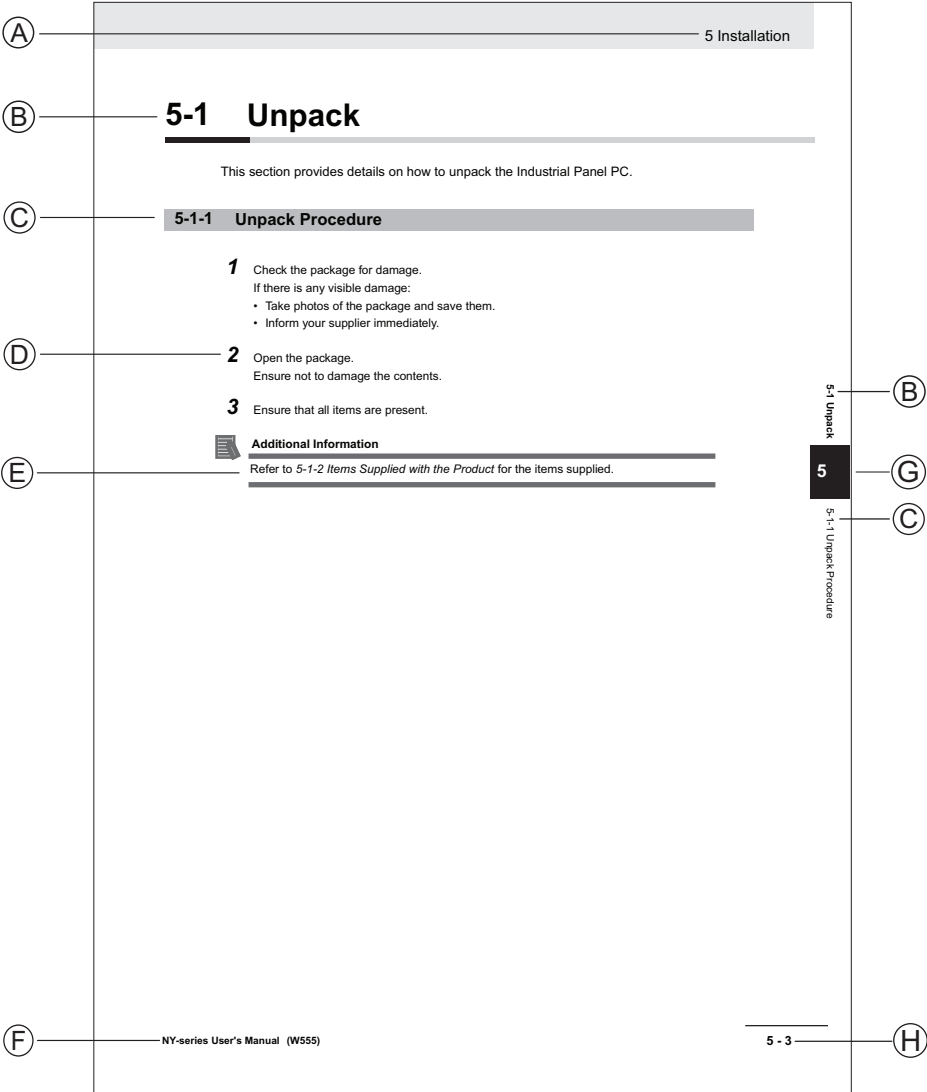 A
5 Installation
B
5-1 Unpack
This section provides details on how to unpack the Industrial Panel PC.
C
5-1-1 Unpack Procedure
1 Check the package for damage.
If there is any visible damage:
• Take photos of the package and save them.
• Inform your supplier immediately.
D
2 Open the package.
Ensure not to damage the contents.
3 Ensure that all items are present.
Additional Information
E
Refer to 5-1-2 Items Supplied with the Product for the items supplied.
5-1 Unpack
B
5
G
5-1-1 Unpack Procedure
C
F
NY-series User's Manual (W555)
5 - 3
H